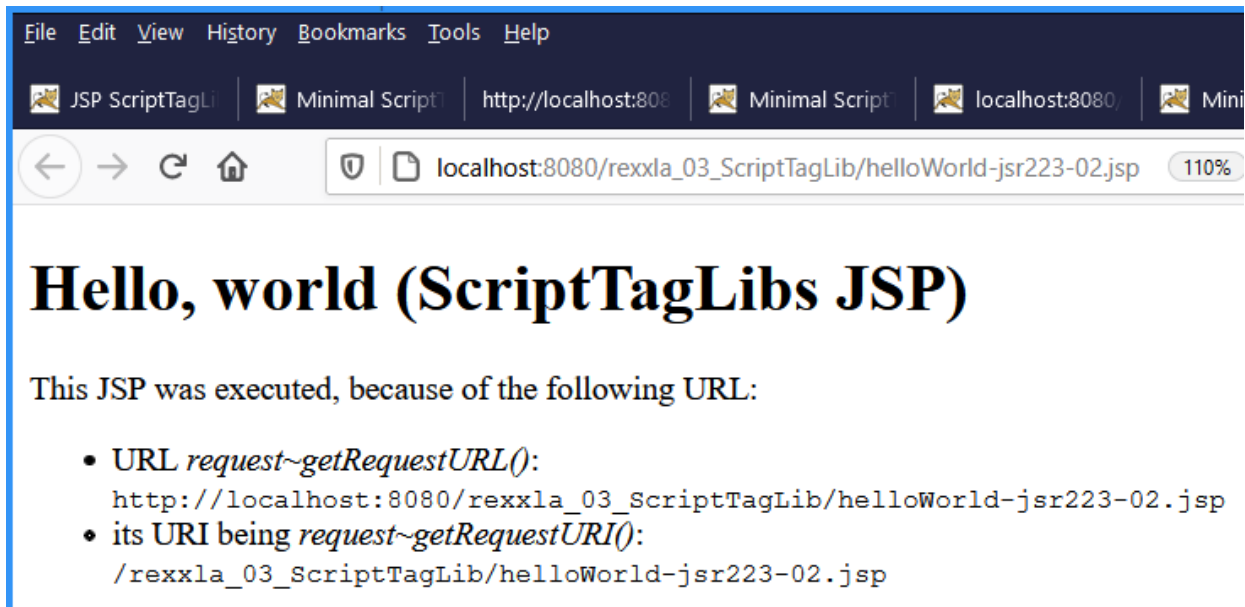 File Edit View History Bookmarks Tools Help
JSP ScriptTagLi Minimal Script http://localhost:808 Minimal Script localhost:8080/ Mini
localhost:8080/rexxla_03_ScriptTagLib/helloWorld-jsr223-02.jsp 110%
Hello, world (ScriptTagLibs JSP)
This JSP was executed, because of the following URL:
• URL request~getRequestURL():
http://localhost:8080/rexxla_03_ScriptTagLib/helloWorld-jsr223-02.jsp
• its URI being request~getRequestURI():
/rexxla_03_ScriptTagLib/helloWorld-jsr223-02.jsp